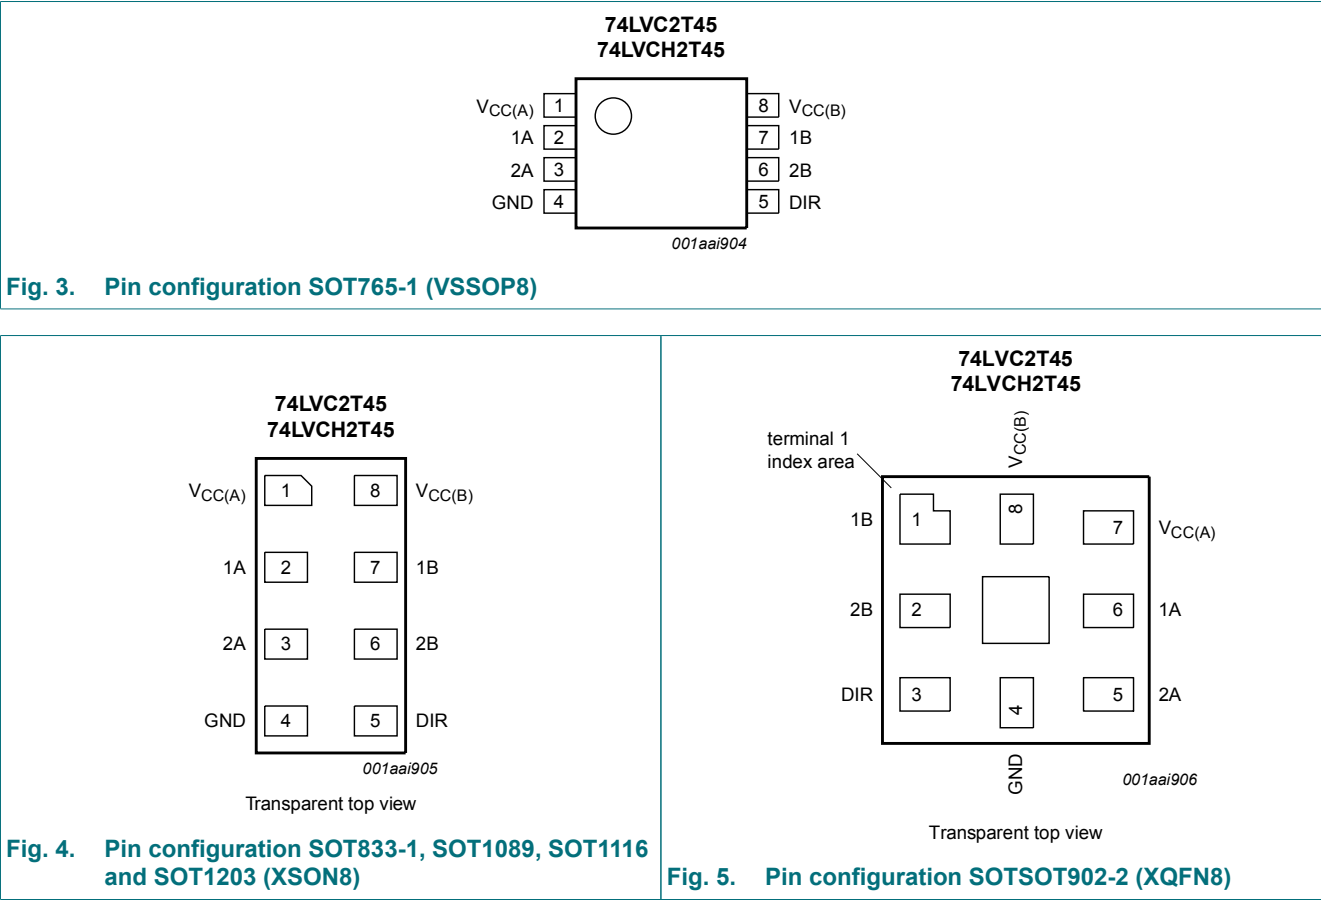 74LVC2T45
74LVCH2T45
VCC(A) 1 8 VCC(B)
1A 2 7 1B
2A 3 6 2B
GND 4 5 DIR
001aai904
Fig. 3. Pin configuration SOT765-1 (VSSOP8)
74LVC2T45
74LVCH2T45
VCC(A) 1 8 VCC(B)
1A 2 7 1B
2A 3 6 2B
GND 4 5 DIR
001aai905
Transparent top view
Fig. 4. Pin configuration SOT833-1, SOT1089, SOT1116
and SOT1203 (XSON8)
74LVC2T45
74LVCH2T45
terminal 1
index area
VCC(B)
1B 1 8 7 VCC(A)
2B 2 6 1A
DIR 3 4 5 2A
GND
001aai906
Transparent top view
Fig. 5. Pin configuration SOTSOT902-2 (XQFN8)